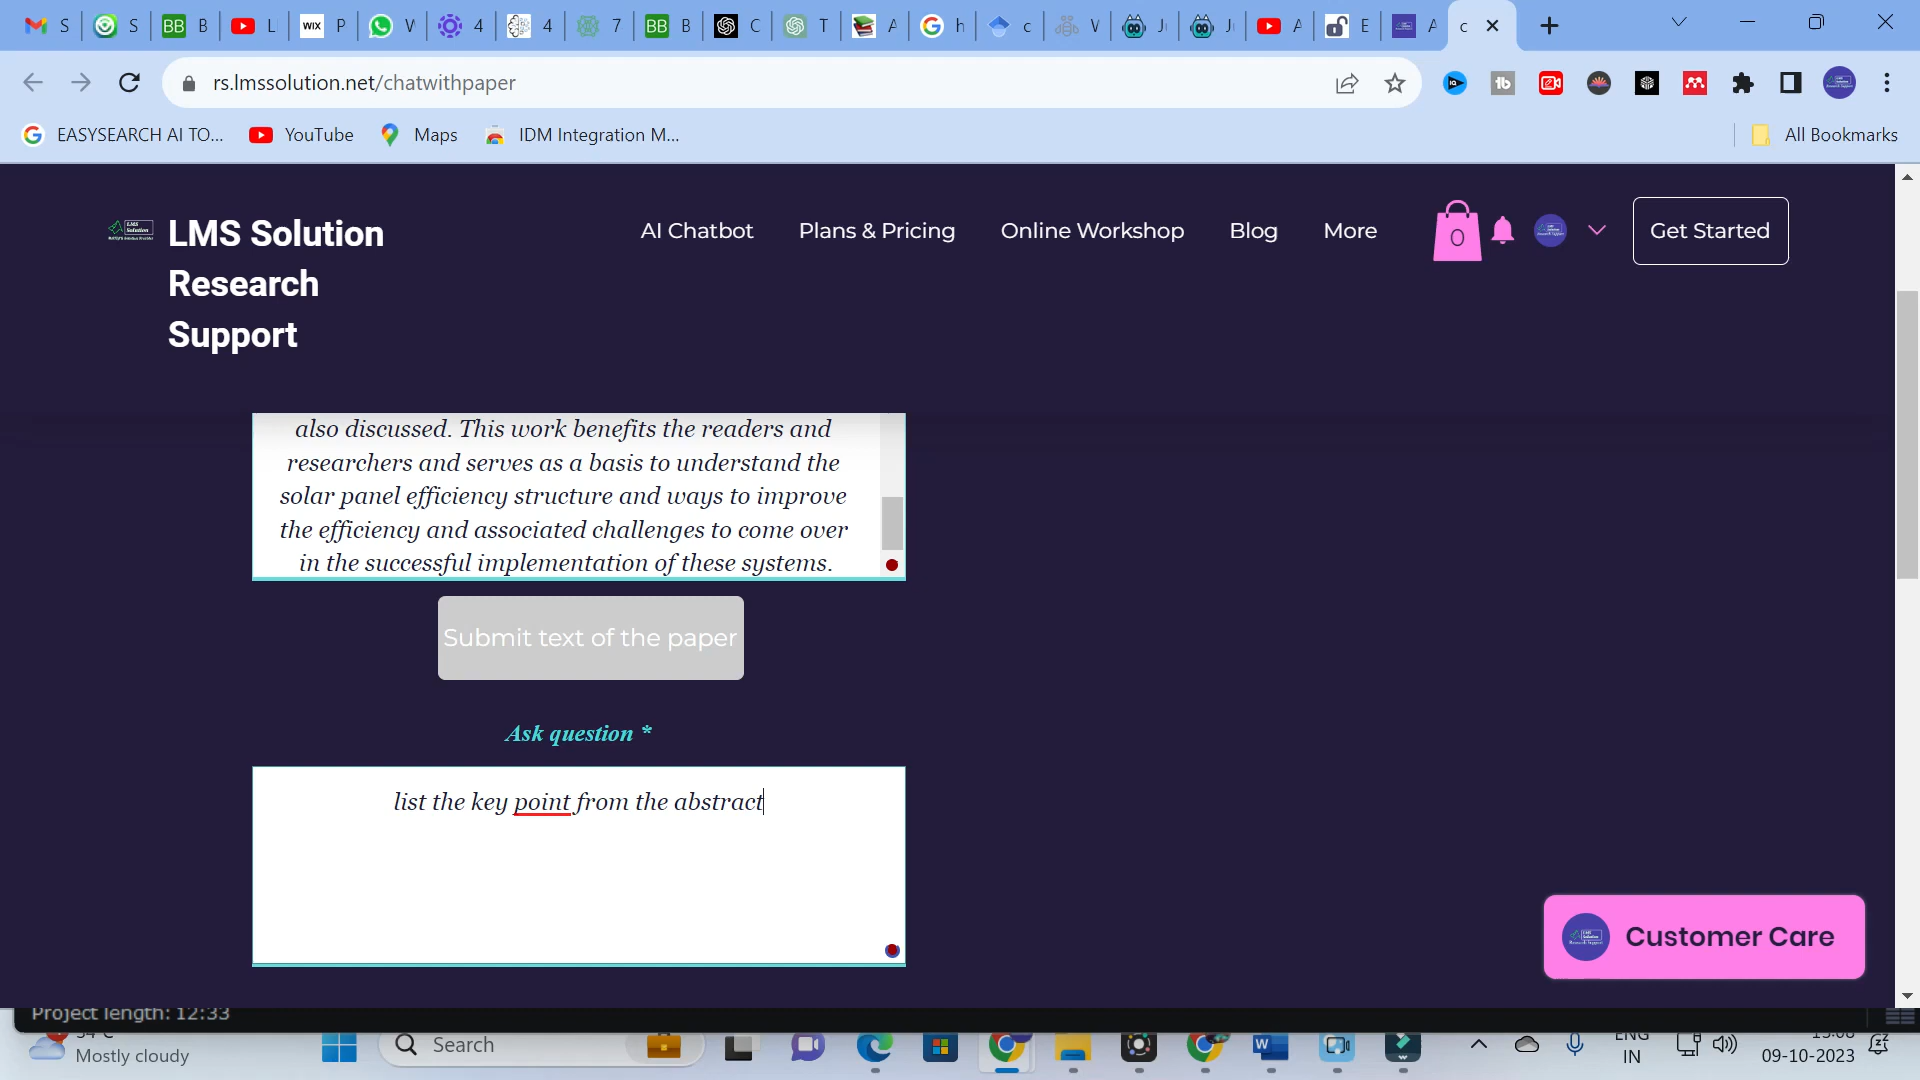 S
S
B
L
P
W
4
4
7
B
C
T
A
h
c
W
J
J
A
E
A
c
rs.lmssolution.net/chatwithpaper
EASYSEARCH AI TO...
YouTube
Maps
IDM Integration M...
All Bookmarks
LMS Solution
Research
Support
AI Chatbot
Plans & Pricing
Online Workshop
Blog
More
0
Get Started
also discussed. This work benefits the readers and
researchers and serves as a basis to understand the
solar panel efficiency structure and ways to improve
the efficiency and associated challenges to come over
in the successful implementation of these systems.
Submit text of the paper
Ask question *
list the key point from the abstract
Customer Care
Project length: 12:33
34°C
Mostly cloudy
Search
ENG
IN
15:08
09-10-2023